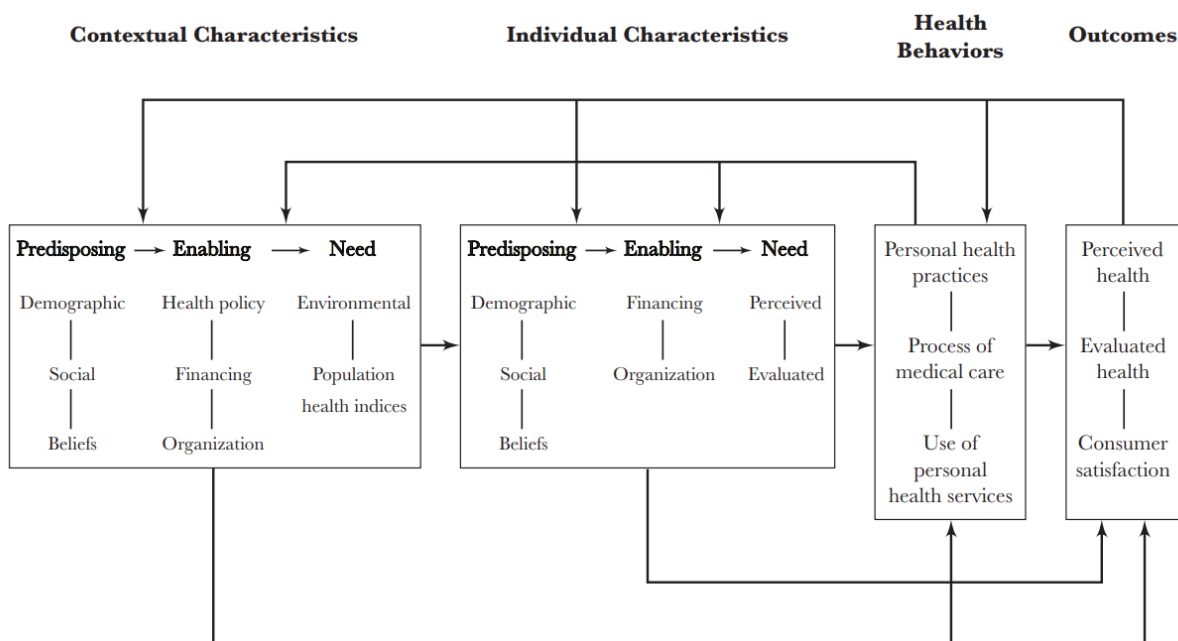 Contextual Characteristics
Individual Characteristics
Health
Behaviors
Outcomes
Predisposing
Enabling
Need
Demographic
Social
Beliefs
Health policy
Financing
Organization
Environmental
Population
health indices
Predisposing
Enabling
Need
Demographic
Social
Beliefs
Financing
Organization
Perceived
Evaluated
Personal health
practices
Process of
medical care
Use of
personal
health services
Perceived
health
Evaluated
health
Consumer
satisfaction